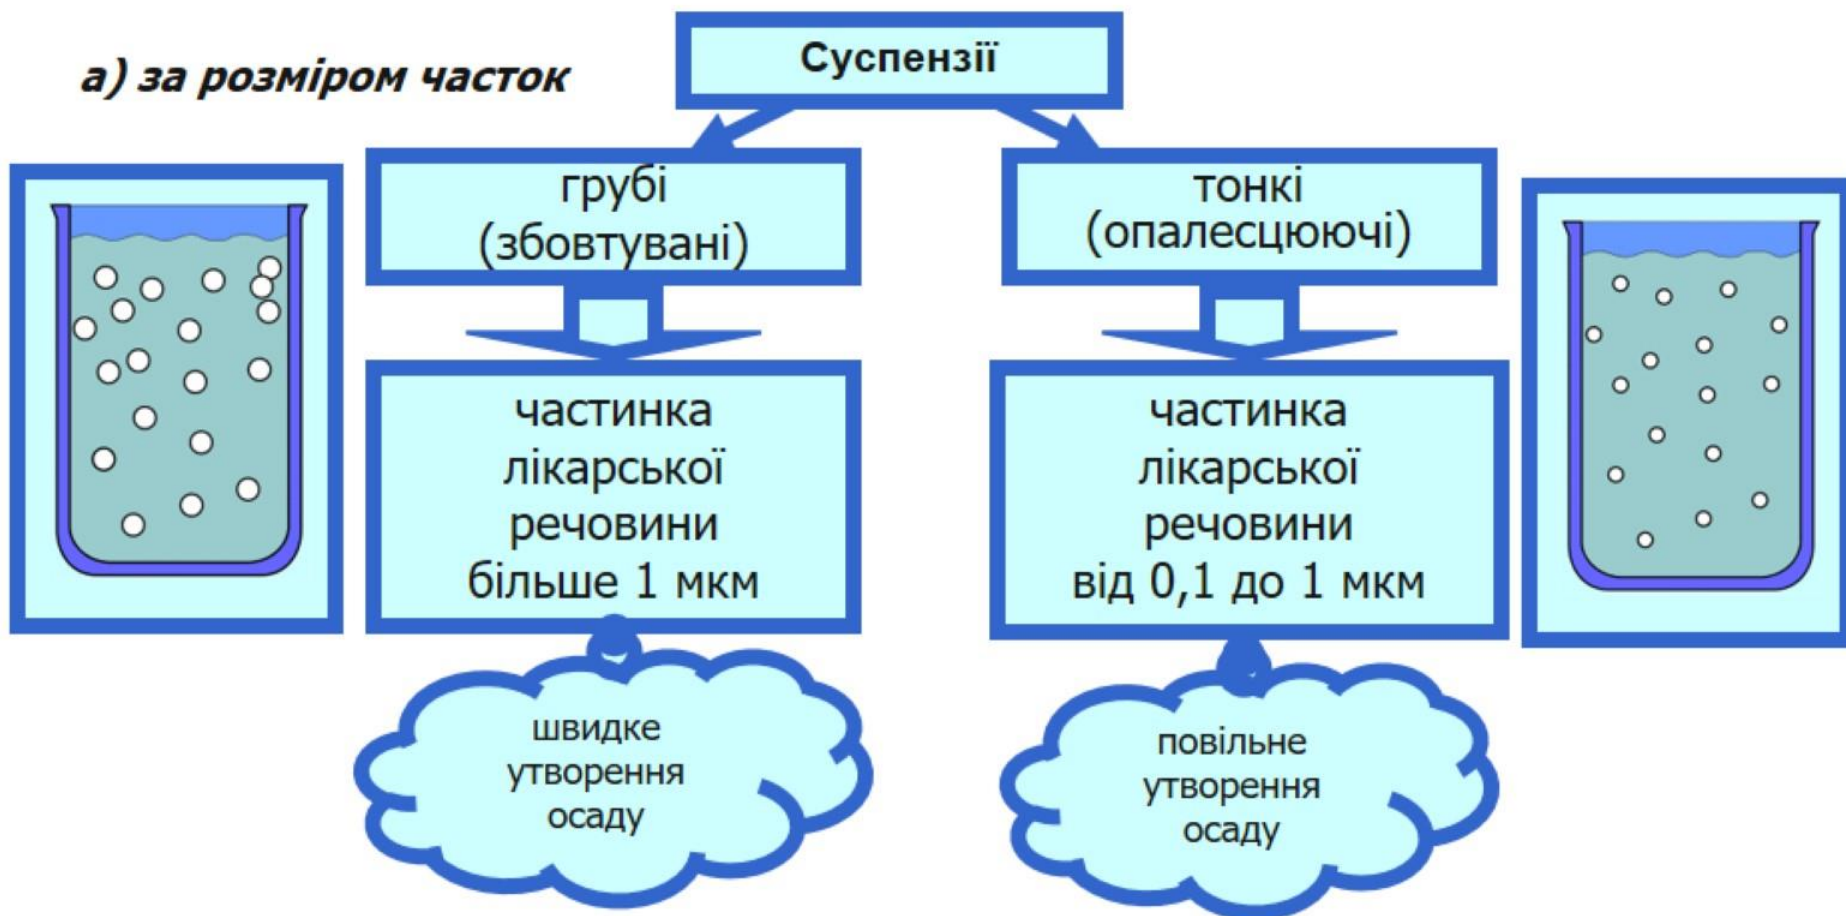 а) за розміром часток
Суспензії
грубі
(збовтувані)
тонкі
(опалесцюючі)
частинка
лікарської
речовини
більше 1 мкм
частинка
лікарської
речовини
від 0,1 до 1 мкм
швидке
утворення
осаду
повільне
утворення
осаду